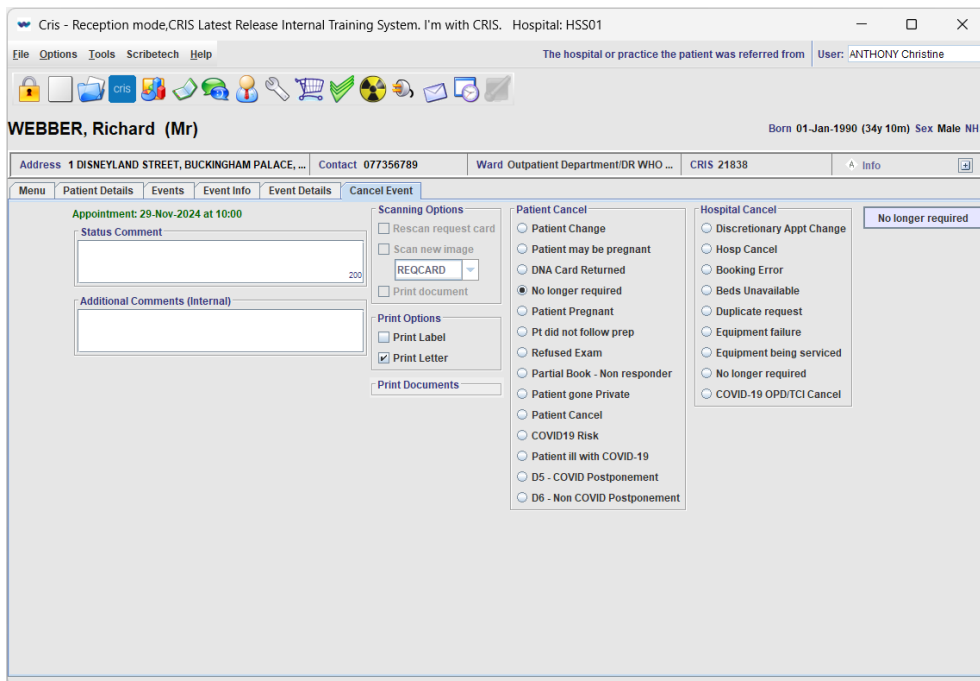 Cris - Reception mode,CRIS Latest Release Internal Training System. I'm with CRIS. Hospital: HSS01
File Options Tools Scribetech Help
The hospital or practice the patient was referred from
User: ANTHONY Christine
cris
WEBBER, Richard (Mr)
Born 01-Jan-1990 (34y 10m) Sex Male NH
Address 1 DISNEYLAND STREET, BUCKINGHAM PALACE, ...
Contact 077356789
Ward Outpatient Department/DR WHO ...
CRIS 21838
A Info
Menu
Patient Details
Events
Event Info
Event Details
Cancel Event
Appointment: 29-Nov-2024 at 10:00
Status Comment
200
Additional Comments (Internal)
Scanning Options
Rescan request card
Scan new image
REQCARD
Print document
Print Options
Print Label
Print Letter
Print Documents
Patient Cancel
Patient Change
Patient may be pregnant
DNA Card Returned
No longer required
Patient Pregnant
Pt did not follow prep
Refused Exam
Partial Book - Non responder
Patient gone Private
Patient Cancel
COVID19 Risk
Patient ill with COVID-19
D5 - COVID Postponement
D6 - Non COVID Postponement
Hospital Cancel
Discretionary Appt Change
Hosp Cancel
Booking Error
Beds Unavailable
Duplicate request
Equipment failure
Equipment being serviced
No longer required
COVID-19 OPD/TCI Cancel
No longer required